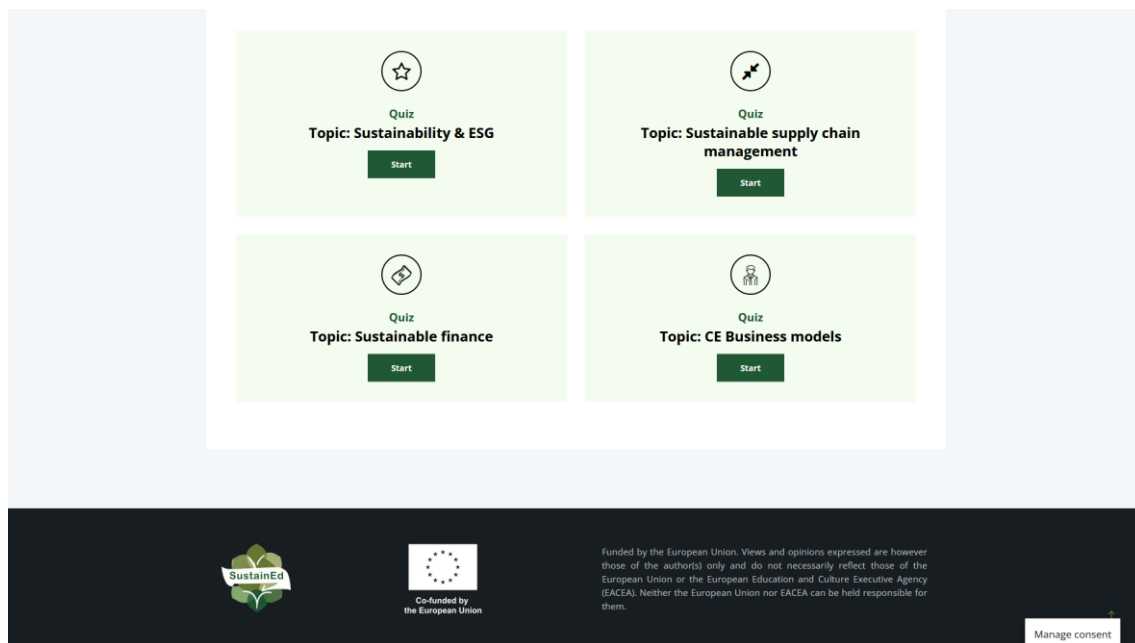 Quiz
Topic: Sustainability & ESG
Start
Quiz
Topic: Sustainable supply chain
management
Start
Quiz
Topic: Sustainable finance
Start
Quiz
Topic: CE Business models
Start
SustainEd
Co-funded by
the European Union
Funded by the European Union. Views and opinions expressed are however
those of the author(s) only and do not necessarily reflect those of the
European Union or the European Education and Culture Executive Agency
(EACEA). Neither the European Union nor EACEA can be held responsible for
them.
Manage consent